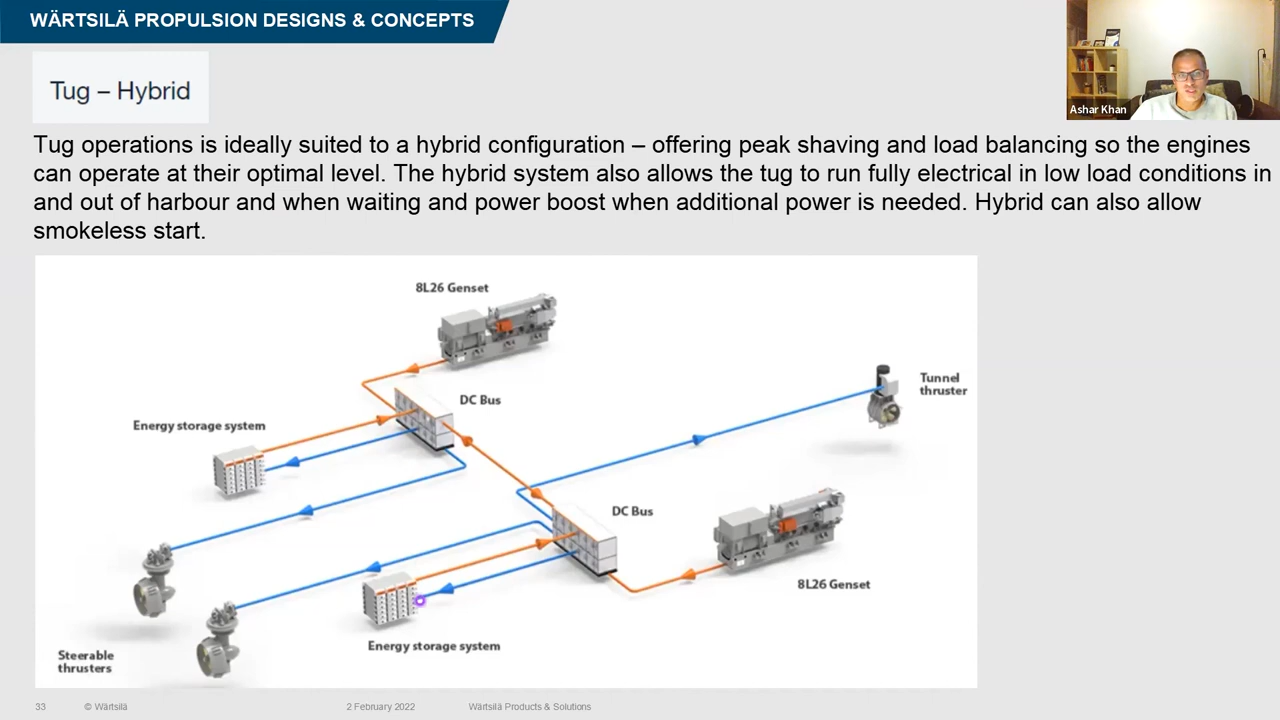 WÄRTSILÄ PROPULSION DESIGNS & CONCEPTS
Ashar Khan
Tug – Hybrid
Tug operations is ideally suited to a hybrid configuration – offering peak shaving and load balancing so the engines
can operate at their optimal level. The hybrid system also allows the tug to run fully electrical in low load conditions in
and out of harbour and when waiting and power boost when additional power is needed. Hybrid can also allow
smokeless start.
8L26 Genset
DC Bus
Tunnel
thruster
Energy storage system
DC Bus
8L26 Genset
Energy storage system
Steerable
thrusters
33 © Wärtsilä 2 February 2022 Wärtsilä Products & Solutions